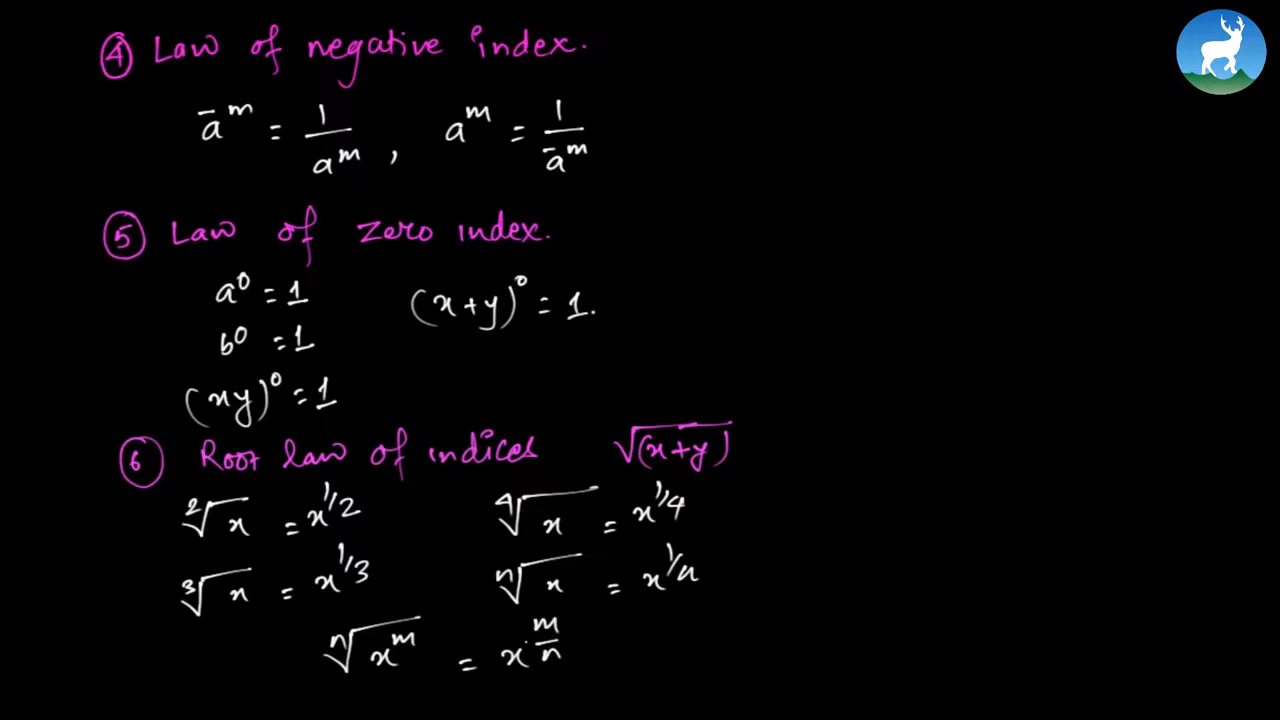 ④ Law of negative index.
a⁻ᵐ = 1/aᵐ , aᵐ = 1/a⁻ᵐ
⑤ Law of zero index.
a⁰ = 1 (x+y)⁰ = 1.
b⁰ = 1
(xy)⁰ = 1
⑥ Root law of indices √(x+y)
²√x = x^1/2 ⁴√x = x^1/4
³√x = x^1/3 ⁿ√x = x^1/n
ⁿ√xᵐ = x^m/n